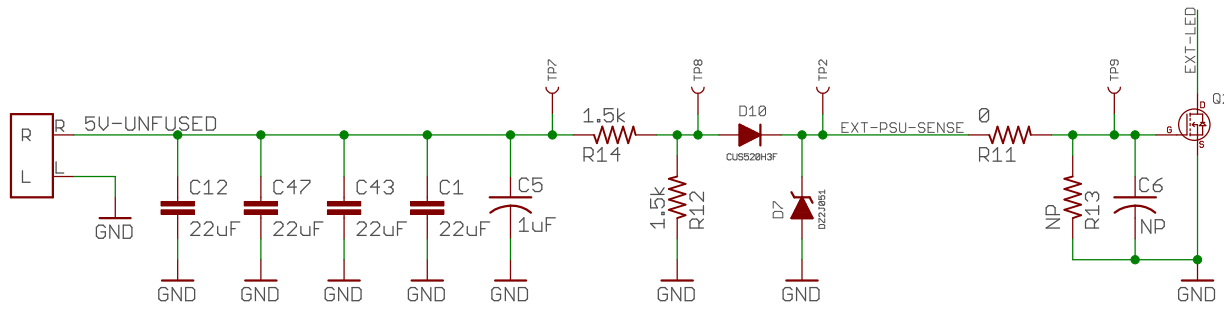 EXT-LED
TP7
TP8
TP2
TP9
D10
Q
D
G
S
R
R
5V-UNFUSED
1.5k
R14
CUS520H3F
EXT-PSU-SENSE
0
R11
L
L
GND
C12
22uF
C47
22uF
C43
22uF
C1
22uF
C5
1uF
1.5k
R12
D7
DZ2J051
NP
R13
C6
NP
GND
GND
GND
GND
GND
GND
GND
GND